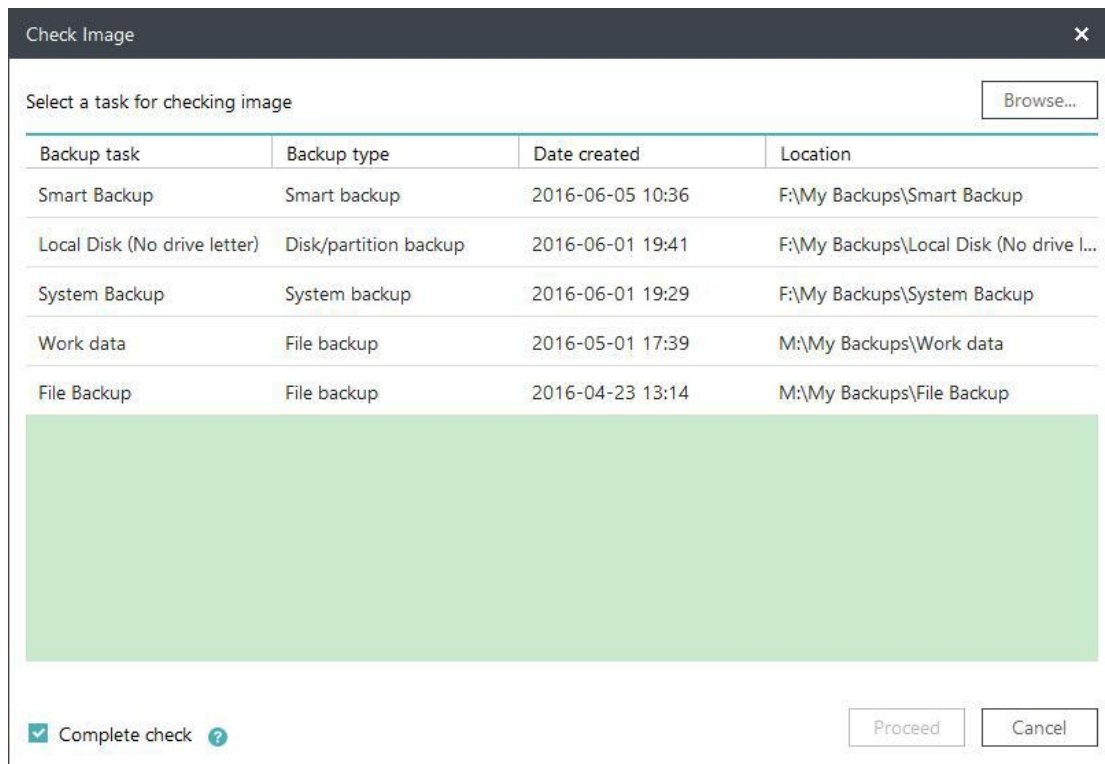 Check Image
Select a task for checking image Browse...
Backup task Backup type Date created Location
Smart Backup Smart backup 2016-06-05 10:36 F:\My Backups\Smart Backup
Local Disk (No drive letter) Disk/partition backup 2016-06-01 19:41 F:\My Backups\Local Disk (No drive l...
System Backup System backup 2016-06-01 19:29 F:\My Backups\System Backup
Work data File backup 2016-05-01 17:39 M:\My Backups\Work data
File Backup File backup 2016-04-23 13:14 M:\My Backups\File Backup
Complete check ? Proceed Cancel